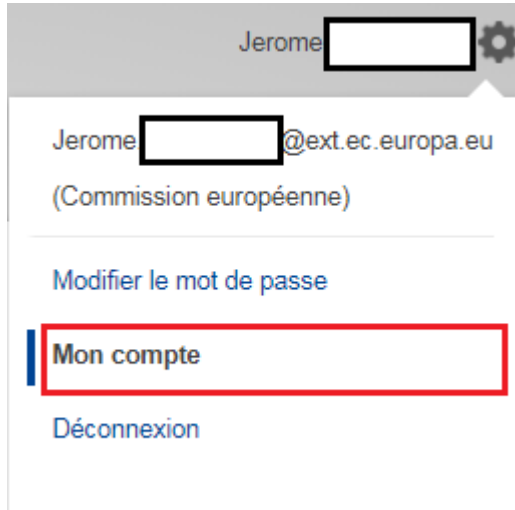 Jerome
Jerome. @ext.ec.europa.eu
(Commission européenne)
Modifier le mot de passe
Mon compte
Déconnexion